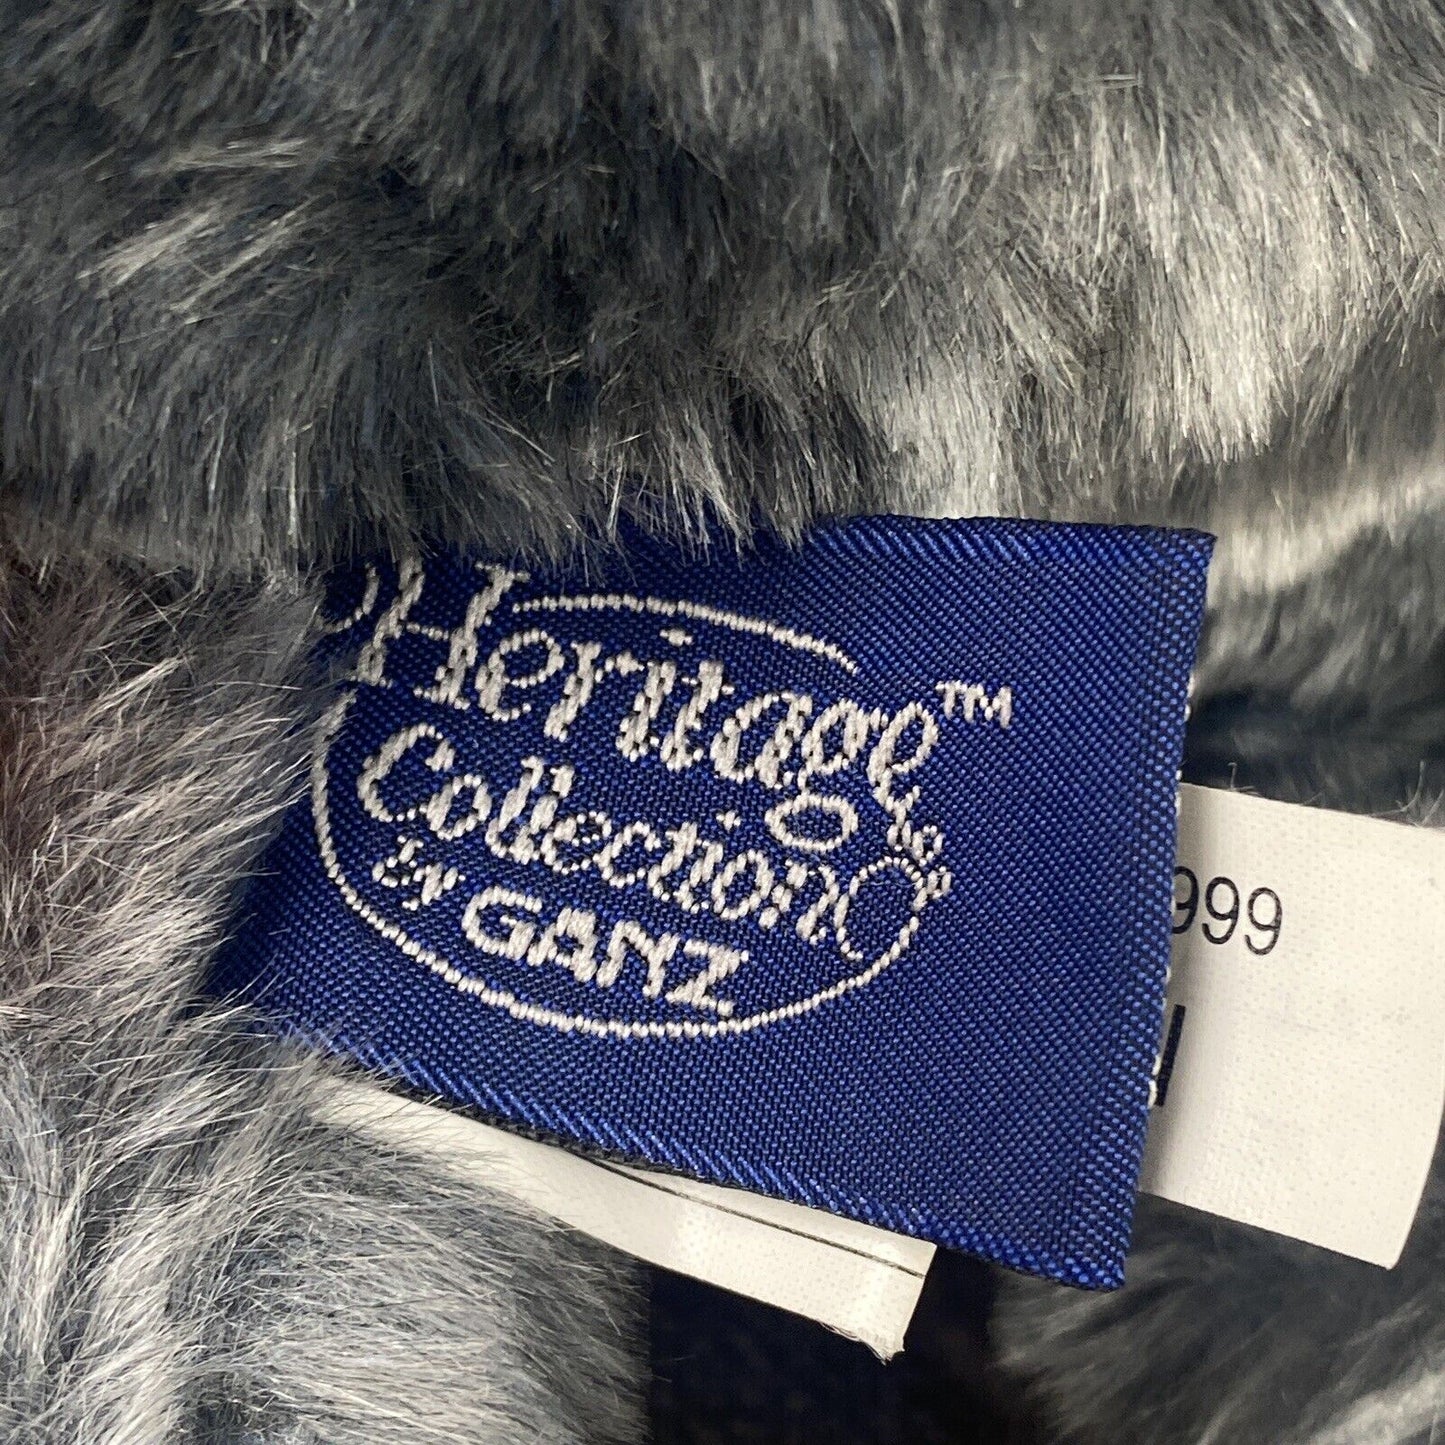 Heritage™
Collection
by GANZ
999